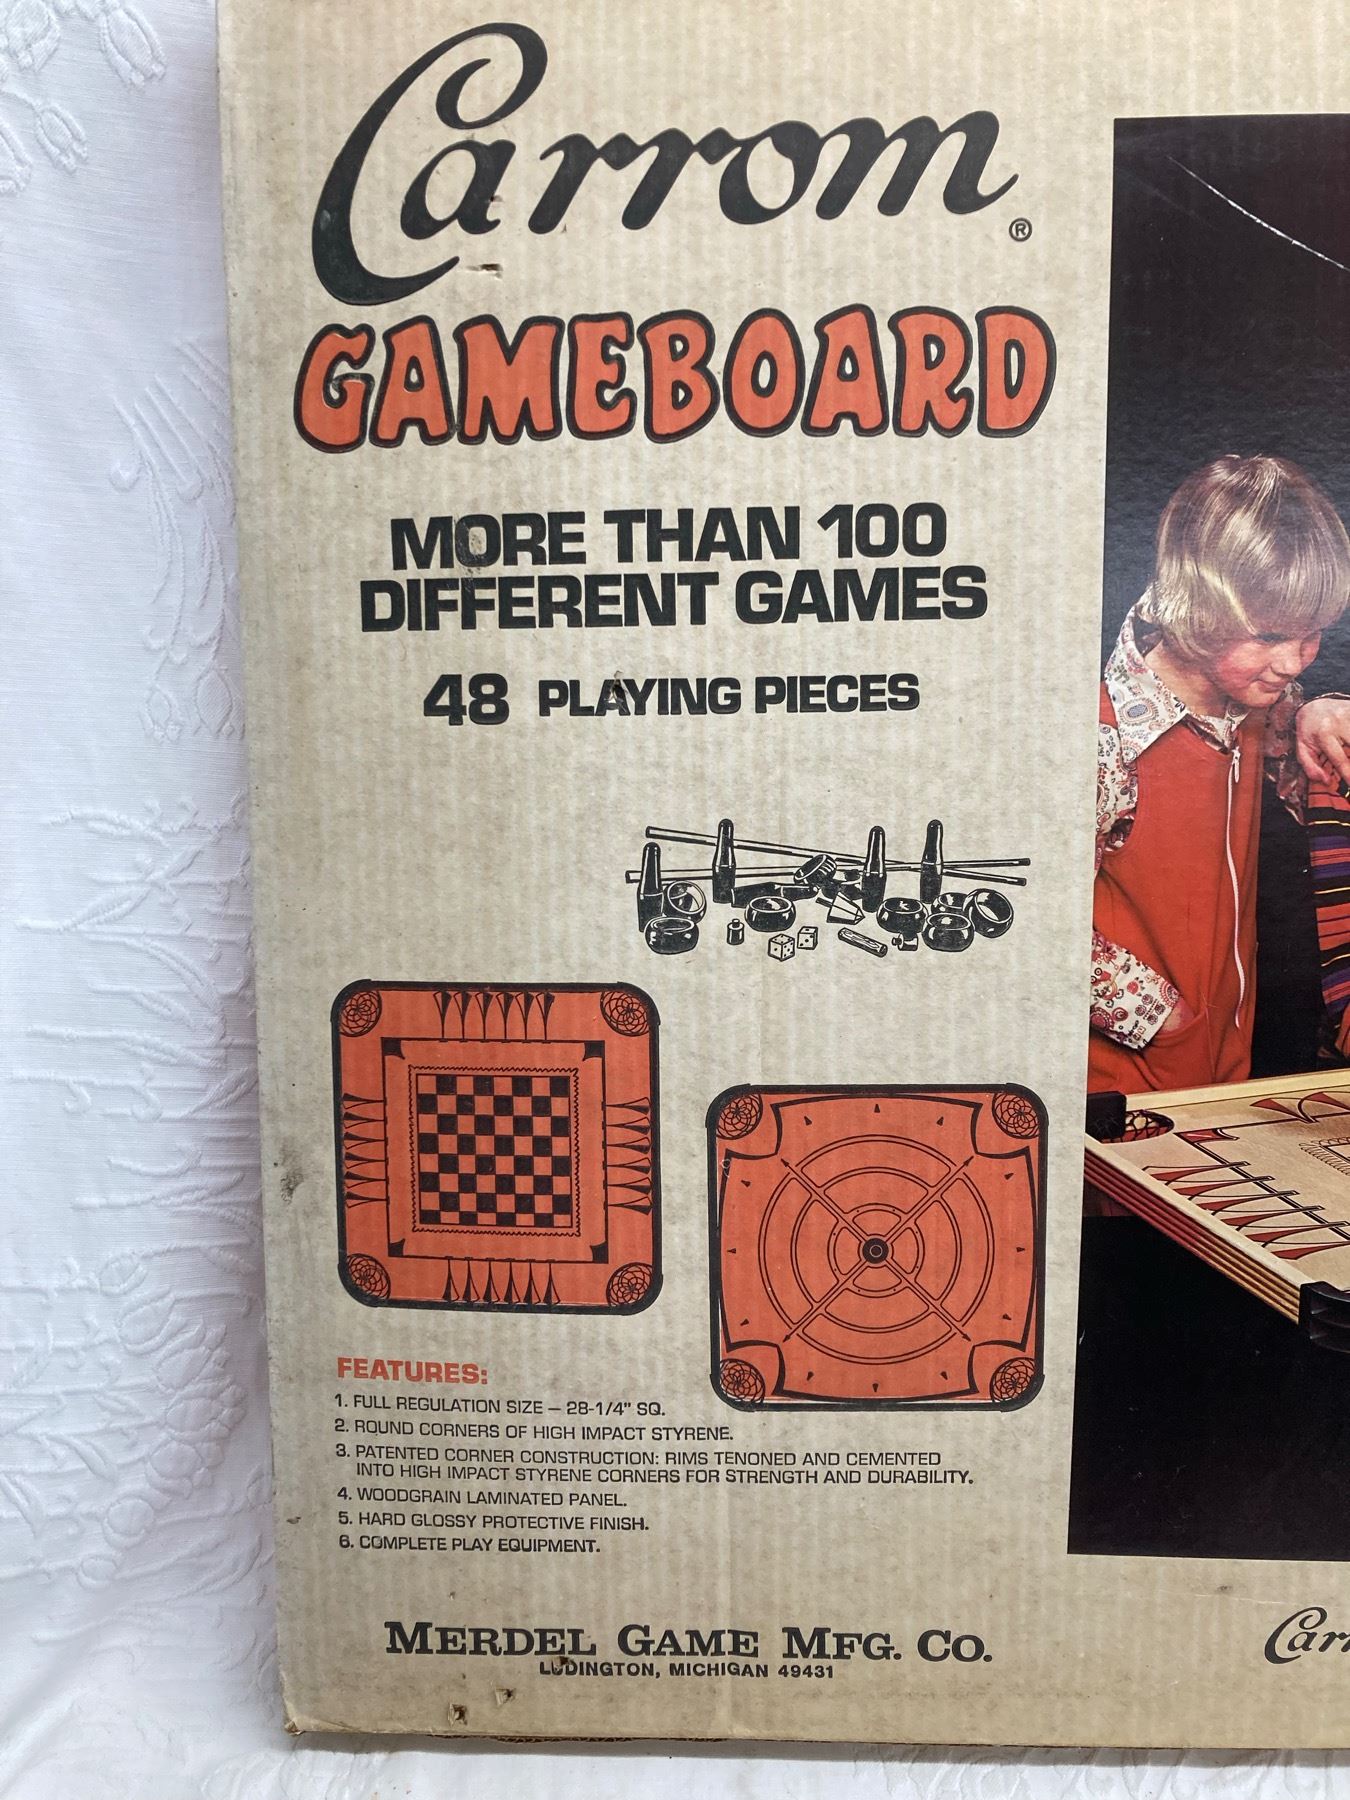 Carrom®
GAMEBOARD
MORE THAN 100
DIFFERENT GAMES
48 PLAYING PIECES
FEATURES:
1. FULL REGULATION SIZE – 28-1/4" SQ.
2. ROUND CORNERS OF HIGH IMPACT STYRENE.
3. PATENTED CORNER CONSTRUCTION: RIMS TENONED AND CEMENTED
INTO HIGH IMPACT STYRENE CORNERS FOR STRENGTH AND DURABILITY.
4. WOODGRAIN LAMINATED PANEL.
5. HARD GLOSSY PROTECTIVE FINISH.
6. COMPLETE PLAY EQUIPMENT.
MERDEL GAME MFG. CO.
LUDINGTON, MICHIGAN 49431